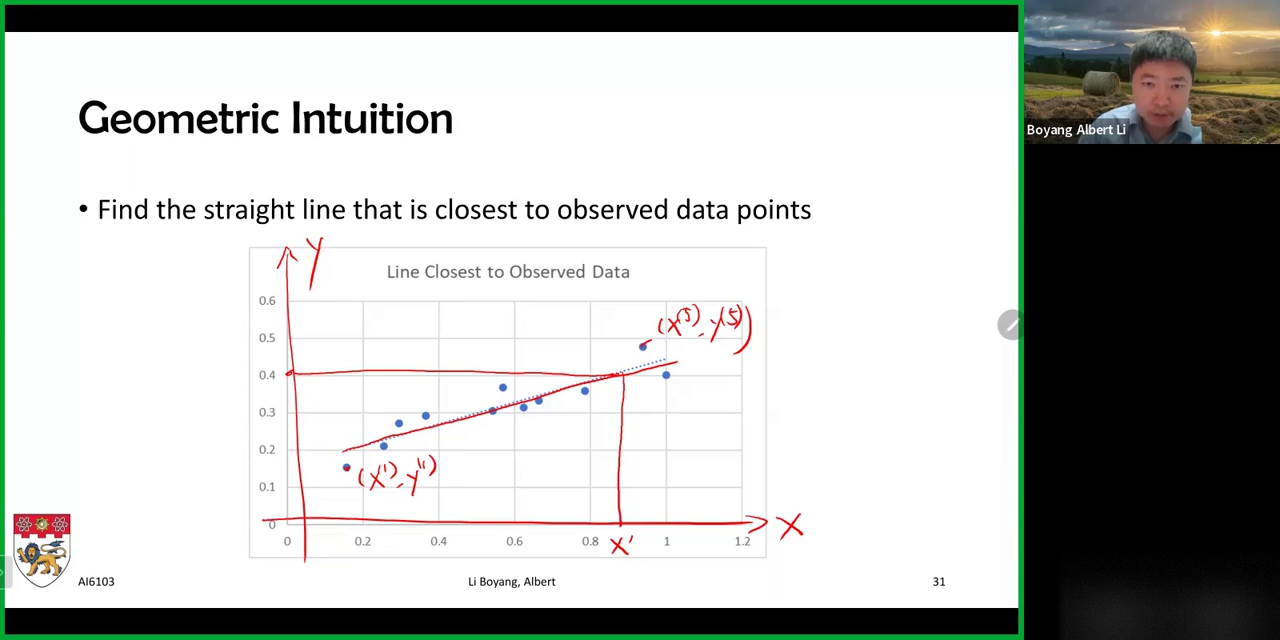 Geometric Intuition
Boyang Albert Li
• Find the straight line that is closest to observed data points
Y
Line Closest to Observed Data
0.6
0.5
0.4
0.3
0.2
0.1
0
(X⁽⁵⁾, y⁽⁵⁾)
(X⁽¹⁾, y⁽¹⁾)
X
0 0.2 0.4 0.6 0.8 1 1.2
X'
AI6103 Li Boyang, Albert 31